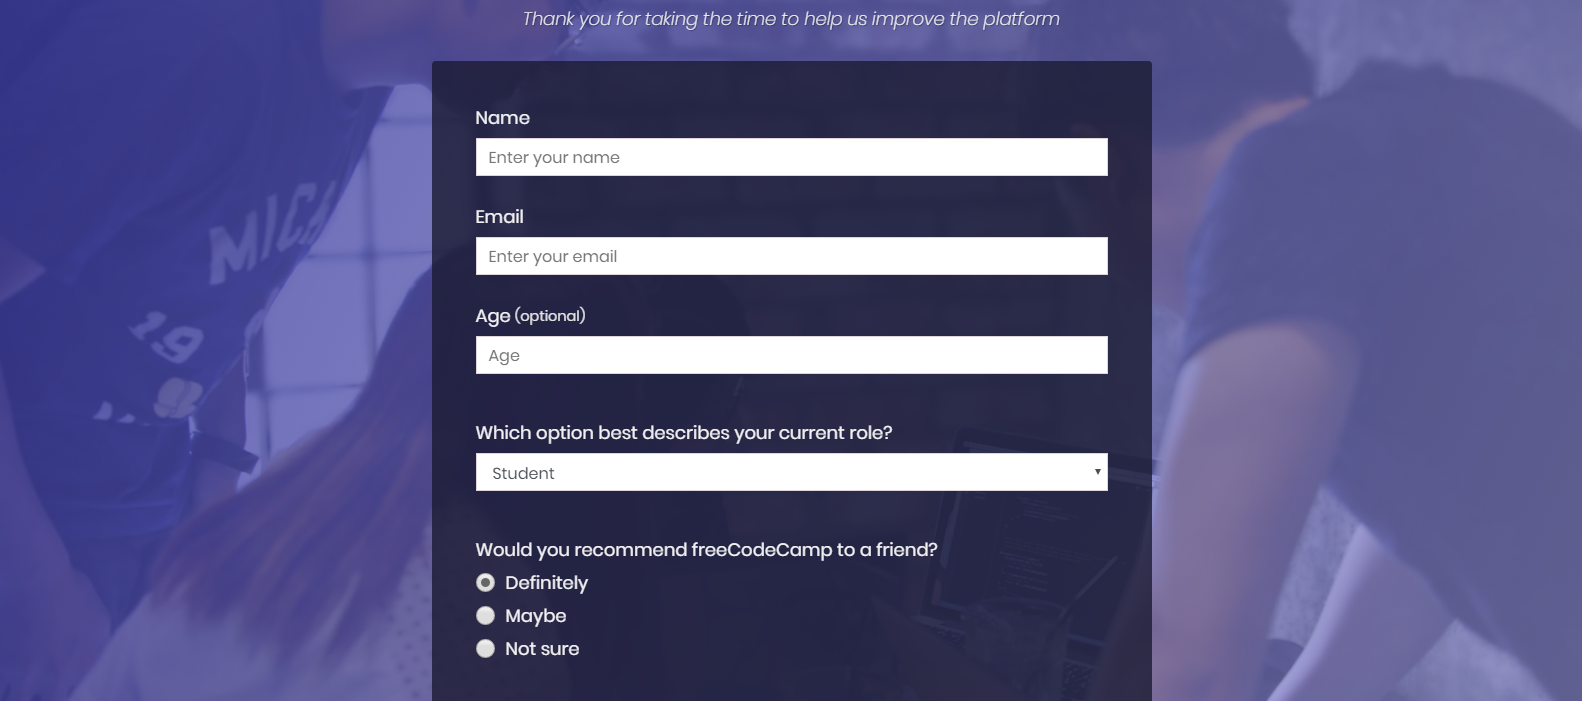 Thank you for taking the time to help us improve the platform
Name
Enter your name
Email
Enter your email
Age (optional)
Age
Which option best describes your current role?
Student
Would you recommend freeCodeCamp to a friend?
Definitely
Maybe
Not sure
MICH
19